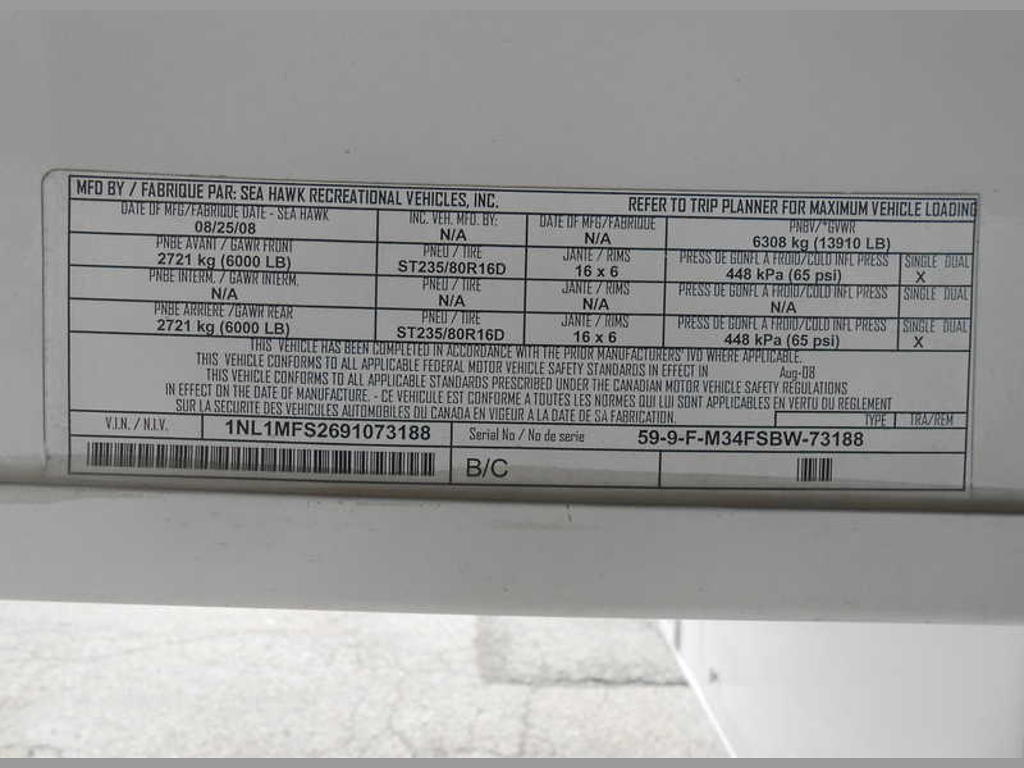 MFD BY / FABRIQUE PAR: SEA HAWK RECREATIONAL VEHICLES, INC. REFER TO TRIP PLANNER FOR MAXIMUM VEHICLE LOADING
DATE OF MFG/FABRIQUE DATE - SEA HAWK INC. VEH. MFD. BY: DATE OF MFG/FABRIQUE PNBV/*GVWR
08/25/08 N/A N/A 6308 kg (13910 LB)
PNBE AVANT / GAWR FRONT PNEU / TIRE JANTE / RIMS PRESS DE GONFL A FROID/COLD INFL PRESS SINGLE DUAL
2721 kg (6000 LB) ST235/80R16D 16 x 6 448 kPa (65 psi) X
PNBE INTERM. / GAWR INTERM. PNEU / TIRE JANTE / RIMS PRESS DE GONFL A FROID/COLD INFL PRESS SINGLE DUAL
N/A N/A N/A N/A
PNBE ARRIERE /GAWR REAR PNEU / TIRE JANTE / RIMS PRESS DE GONFL A FROID/COLD INFL PRESS SINGLE DUAL
2721 kg (6000 LB) ST235/80R16D 16 x 6 448 kPa (65 psi) X
THIS VEHICLE HAS BEEN COMPLETED IN ACCORDANCE WITH THE PRIOR MANUFACTURERS' IVD WHERE APPLICABLE.
THIS VEHICLE CONFORMS TO ALL APPLICABLE FEDERAL MOTOR VEHICLE SAFETY STANDARDS IN EFFECT IN Aug-08
THIS VEHICLE CONFORMS TO ALL APPLICABLE STANDARDS PRESCRIBED UNDER THE CANADIAN MOTOR VEHICLE SAFETY REGULATIONS
IN EFFECT ON THE DATE OF MANUFACTURE. - CE VEHICULE EST CONFORME A TOUTES LES NORMES QUI LUI SONT APPLICABLES EN VERTU DU REGLEMENT
SUR LA SECURITE DES VEHICULES AUTOMOBILES DU CANADA EN VIGEUR A LA DATE DE SA FABRICATION. TYPE TRA/REM
V.I.N. / N.I.V. 1NL1MFS2691073188 Serial No / No de serie 59-9-F-M34FSBW-73188
B/C